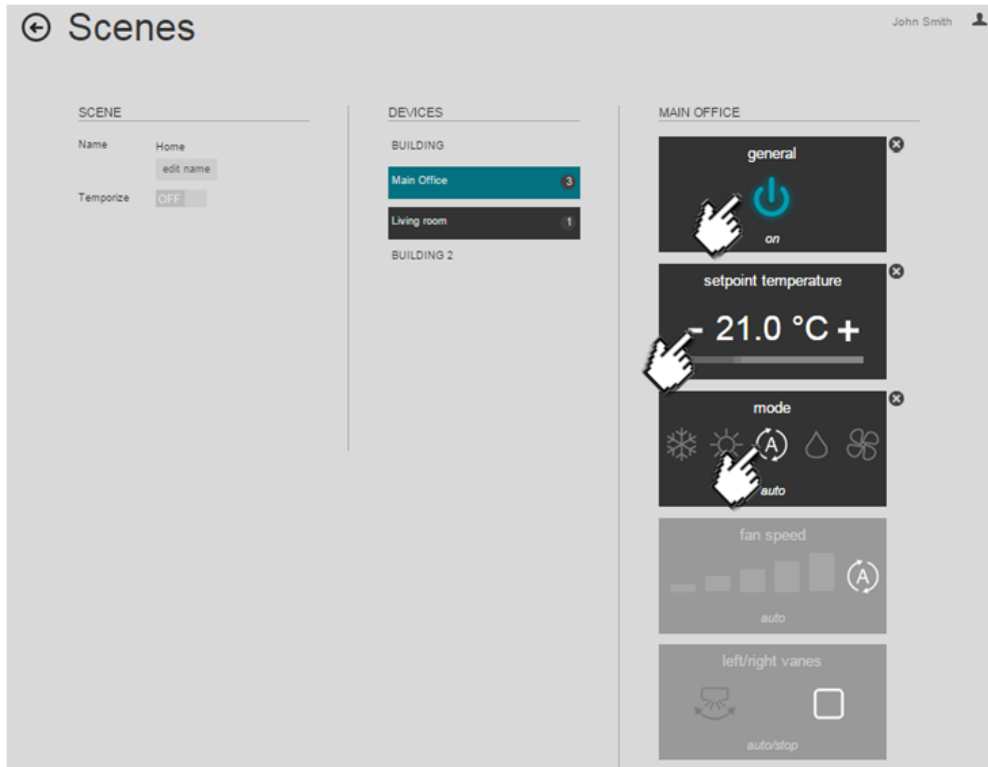 Scenes
John Smith
SCENE
Name
Home
edit name
Temporize
OFF
DEVICES
BUILDING
Main Office 3
Living room 1
BUILDING 2
MAIN OFFICE
general
on
setpoint temperature
- 21.0 °C +
mode
A
auto
fan speed
A
auto
left/right vanes
auto/stop